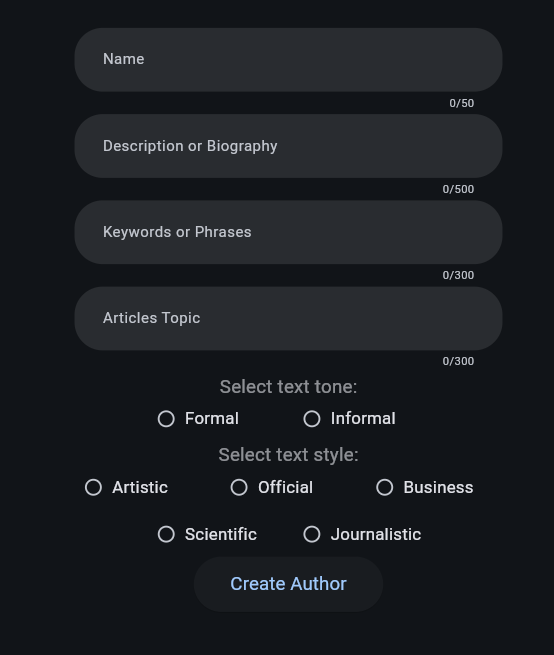 Name
0/50
Description or Biography
0/500
Keywords or Phrases
0/300
Articles Topic
0/300
Select text tone:
Formal Informal
Select text style:
Artistic Official Business
Scientific Journalistic
Create Author